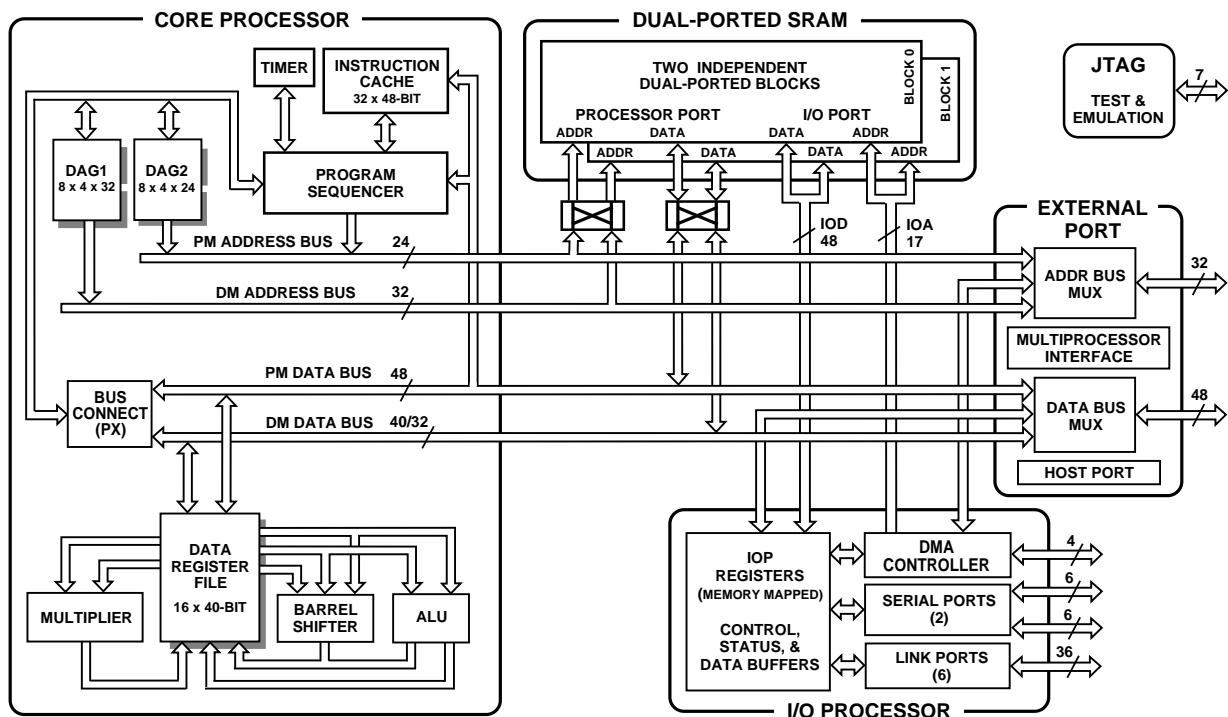 CORE PROCESSOR
TIMER
INSTRUCTION
CACHE
32 x 48-BIT
DAG1
8 x 4 x 32
DAG2
8 x 4 x 24
PROGRAM
SEQUENCER
PM ADDRESS BUS
24
DM ADDRESS BUS
32
PM DATA BUS
48
BUS
CONNECT
(PX)
DM DATA BUS
40/32
DATA
REGISTER
FILE
16 x 40-BIT
MULTIPLIER
BARREL
SHIFTER
ALU
DUAL-PORTED SRAM
TWO INDEPENDENT
DUAL-PORTED BLOCKS
BLOCK 0
BLOCK 1
PROCESSOR PORT
I/O PORT
ADDR
DATA
DATA
ADDR
ADDR
DATA
DATA
ADDR
IOD
48
IOA
17
JTAG
TEST &
EMULATION
7
EXTERNAL
PORT
ADDR BUS
MUX
32
MULTIPROCESSOR
INTERFACE
DATA BUS
MUX
48
HOST PORT
IOP
REGISTERS
(MEMORY MAPPED)
CONTROL,
STATUS, &
DATA BUFFERS
DMA
CONTROLLER
4
SERIAL PORTS
(2)
6
6
LINK PORTS
(6)
36
I/O PROCESSOR